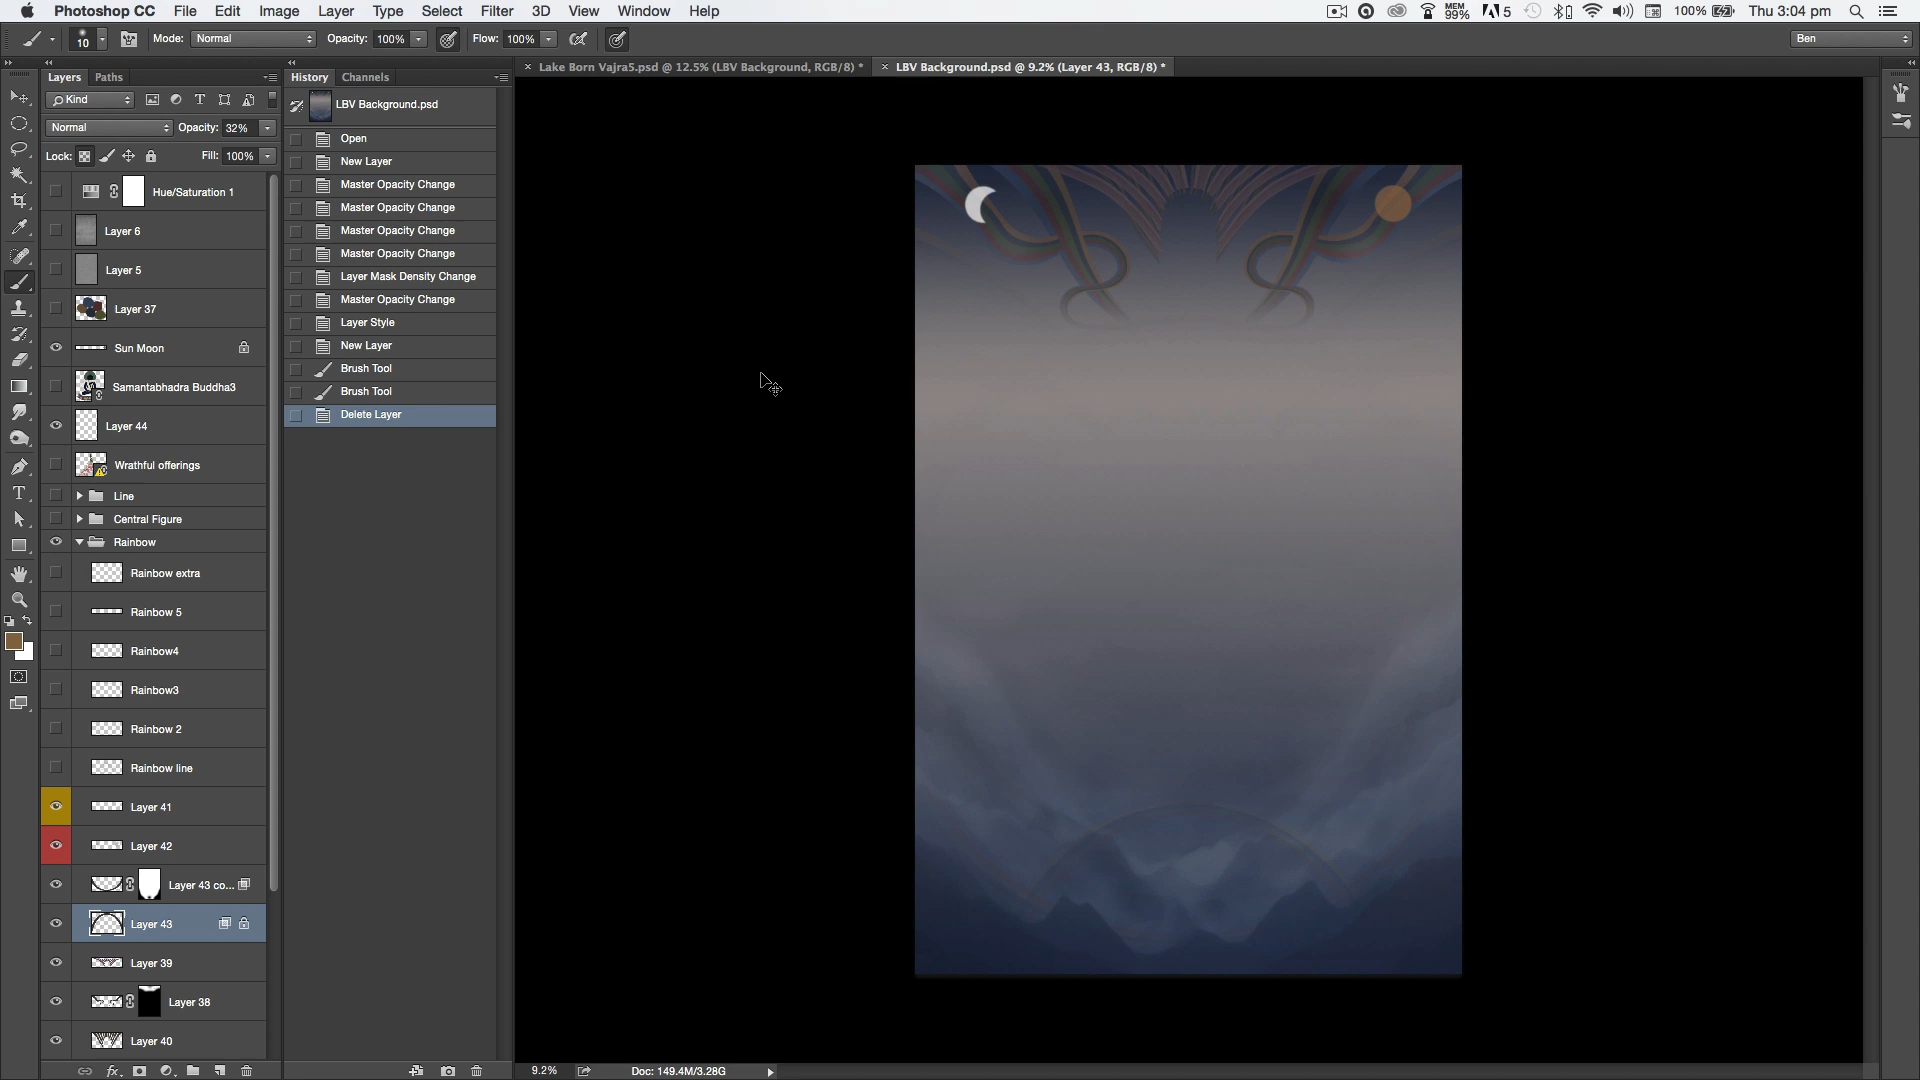 Photoshop CC File Edit Image Layer Type Select Filter 3D View Window Help MEM 99% 5 100% Thu 3:04 pm
10 Mode: Normal Opacity: 100% Flow: 100% Ben
Layers Paths History Channels × Lake Born Vajra5.psd @ 12.5% (LBV Background, RGB/8) * × LBV Background.psd @ 9.2% (Layer 43, RGB/8) *
Kind
Normal Opacity: 32%
Lock: Fill: 100%
Hue/Saturation 1
Layer 6
Layer 5
Layer 37
Sun Moon
Samantabhadra Buddha3
Layer 44
Wrathful offerings
Line
Central Figure
Rainbow
Rainbow extra
Rainbow 5
Rainbow4
Rainbow3
Rainbow 2
Rainbow line
Layer 41
Layer 42
Layer 43 co...
Layer 43
Layer 39
Layer 38
Layer 40
fx
LBV Background.psd
Open
New Layer
Master Opacity Change
Master Opacity Change
Master Opacity Change
Master Opacity Change
Layer Mask Density Change
Master Opacity Change
Layer Style
New Layer
Brush Tool
Brush Tool
Delete Layer
9.2% Doc: 149.4M/3.28G